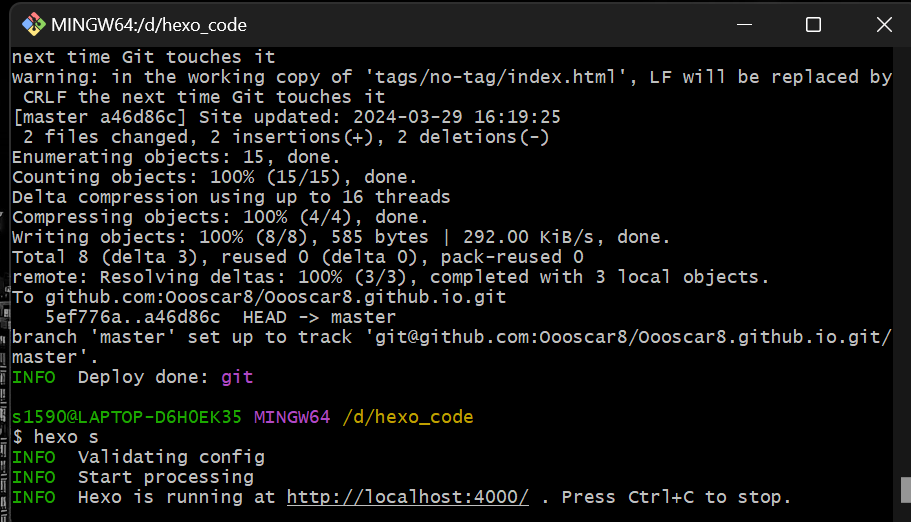 MINGW64:/d/hexo_code
next time Git touches it
warning: in the working copy of 'tags/no-tag/index.html', LF will be replaced by
 CRLF the next time Git touches it
[master a46d86c] Site updated: 2024-03-29 16:19:25
 2 files changed, 2 insertions(+), 2 deletions(-)
Enumerating objects: 15, done.
Counting objects: 100% (15/15), done.
Delta compression using up to 16 threads
Compressing objects: 100% (4/4), done.
Writing objects: 100% (8/8), 585 bytes | 292.00 KiB/s, done.
Total 8 (delta 3), reused 0 (delta 0), pack-reused 0
remote: Resolving deltas: 100% (3/3), completed with 3 local objects.
To github.com:Oooscar8/Oooscar8.github.io.git
   5ef776a..a46d86c  HEAD -> master
branch 'master' set up to track 'git@github.com:Oooscar8/Oooscar8.github.io.git/
master'.
INFO  Deploy done: git
s1590@LAPTOP-D6H0EK35 MINGW64 /d/hexo_code
$ hexo s
INFO  Validating config
INFO  Start processing
INFO  Hexo is running at http://localhost:4000/ . Press Ctrl+C to stop.